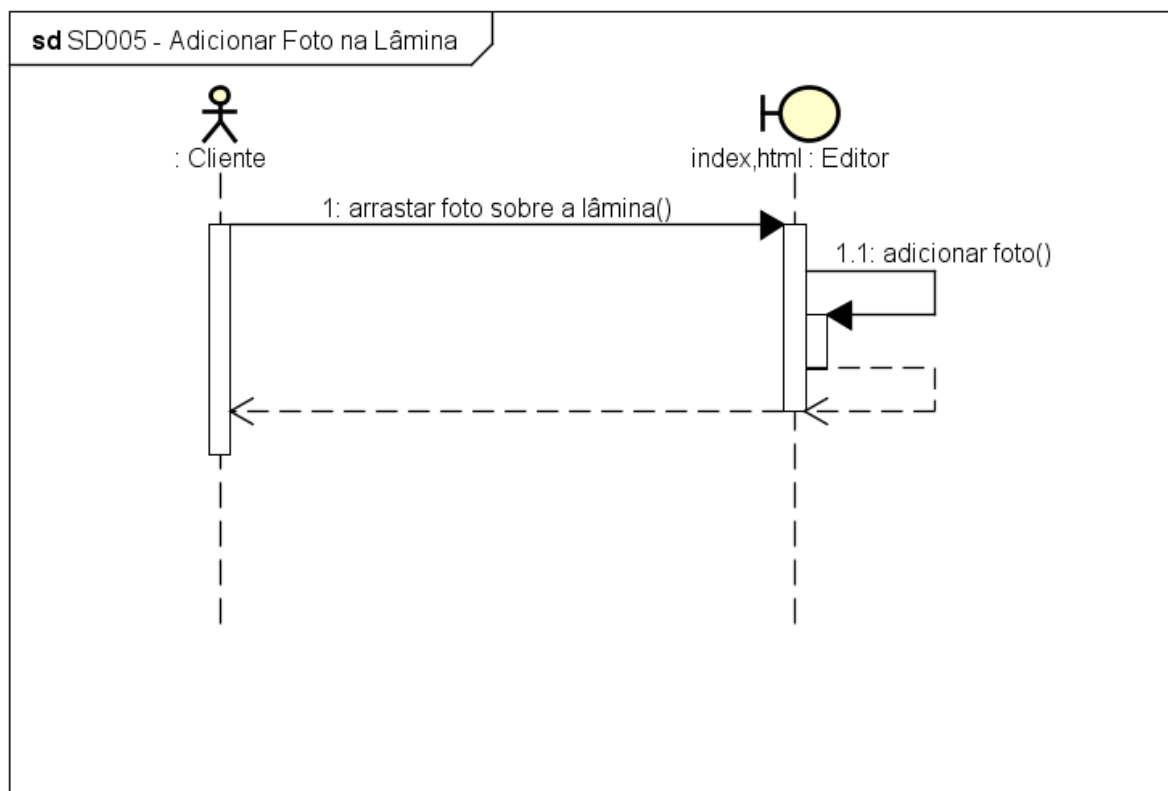 sd SD005 - Adicionar Foto na Lâmina
: Cliente
index,html : Editor
1: arrastar foto sobre a lâmina()
1.1: adicionar foto()